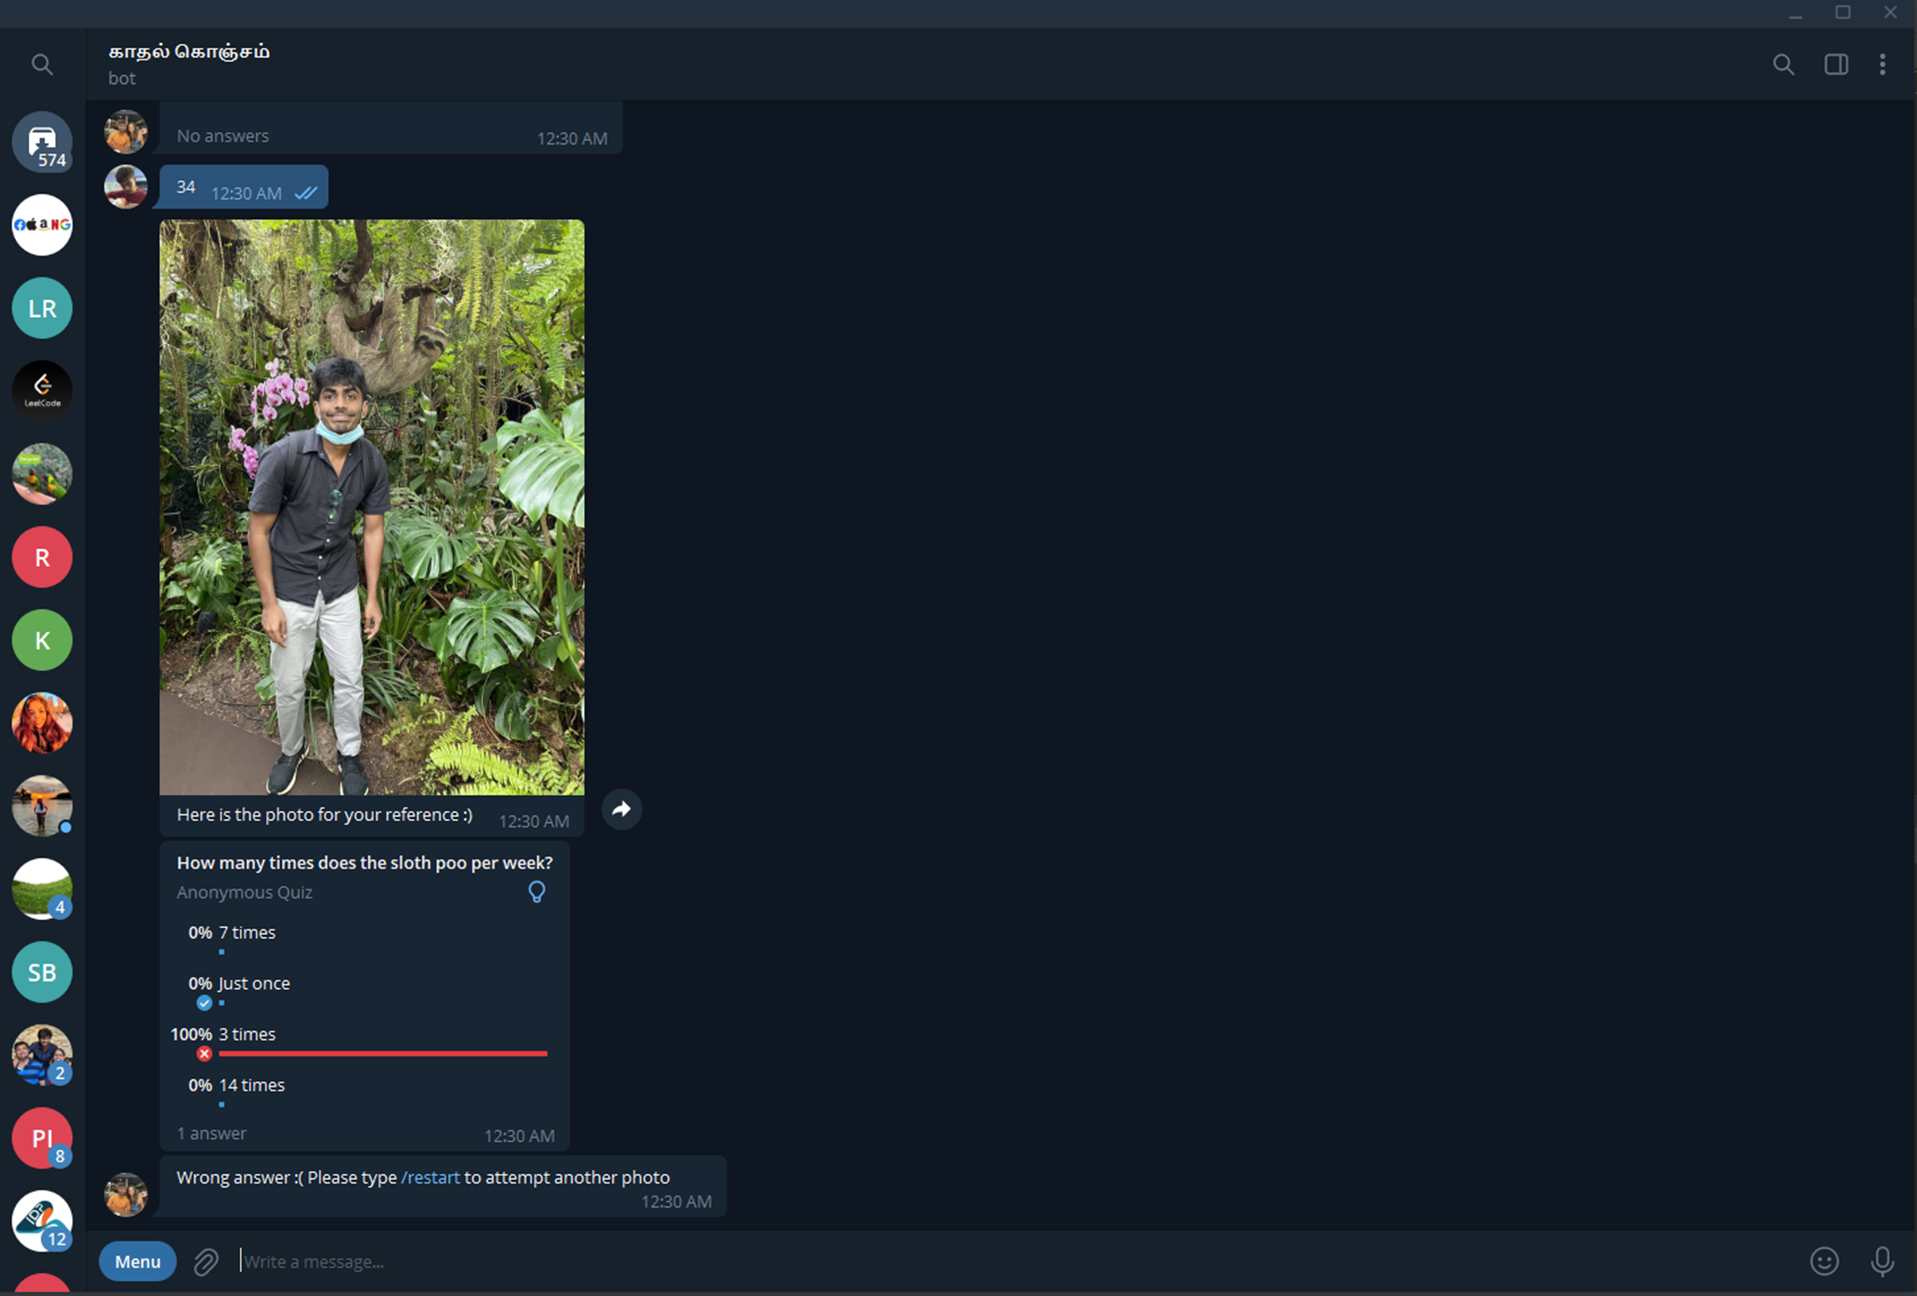 காதல் கொஞ்சம்
bot
574
LR
LeetCode
R
K
4
SB
2
PI
8
12
No answers 12:30 AM
34 12:30 AM
Here is the photo for your reference :) 12:30 AM
How many times does the sloth poo per week?
Anonymous Quiz
0% 7 times
0% Just once
100% 3 times
0% 14 times
1 answer 12:30 AM
Wrong answer :( Please type /restart to attempt another photo
12:30 AM
Menu Write a message...